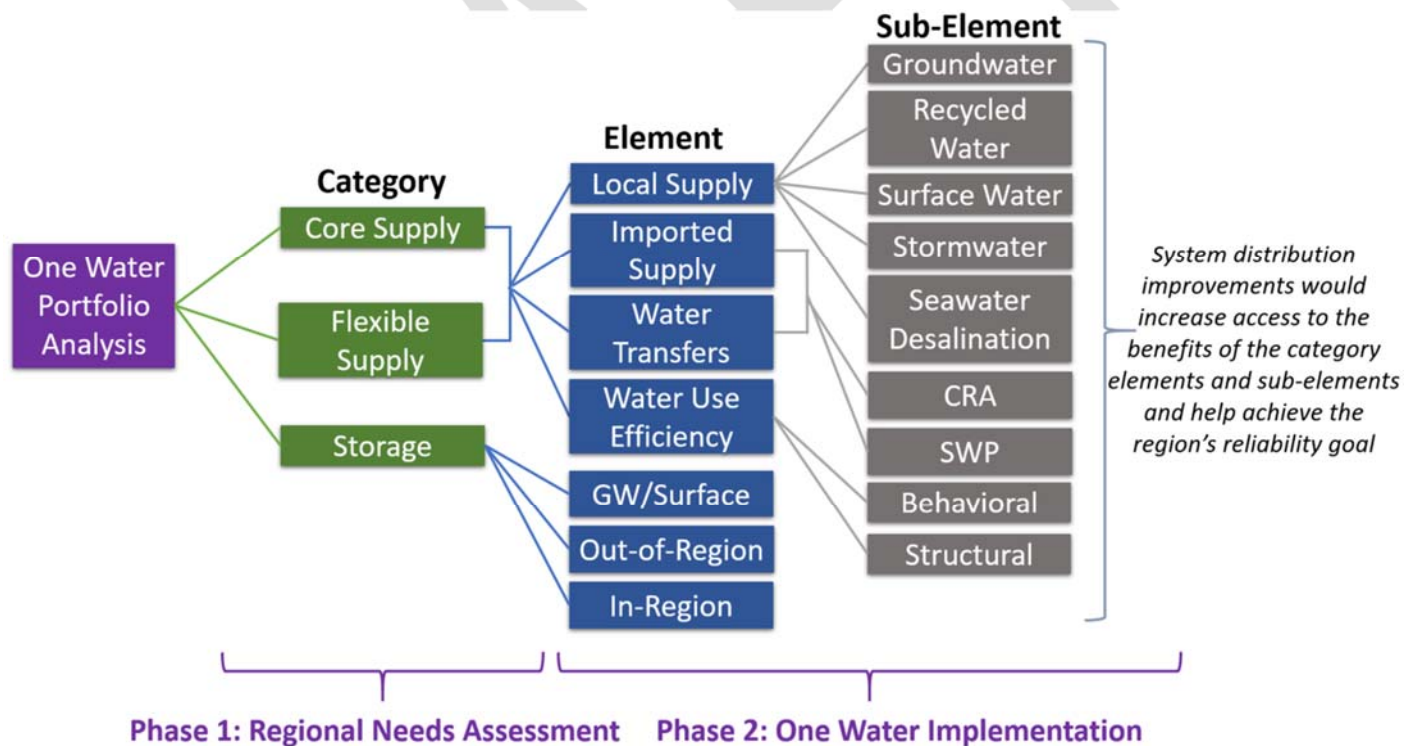 Sub-Element
Groundwater
Recycled
Water
Surface Water
Stormwater
Seawater
Desalination
CRA
SWP
Behavioral
Structural
Element
Local Supply
Imported
Supply
Water
Transfers
Water Use
Efficiency
GW/Surface
Out-of-Region
In-Region
Category
Core Supply
Flexible
Supply
Storage
One Water
Portfolio
Analysis
System distribution
improvements would
increase access to the
benefits of the category
elements and sub-elements
and help achieve the
region's reliability goal
Phase 1: Regional Needs Assessment
Phase 2: One Water Implementation